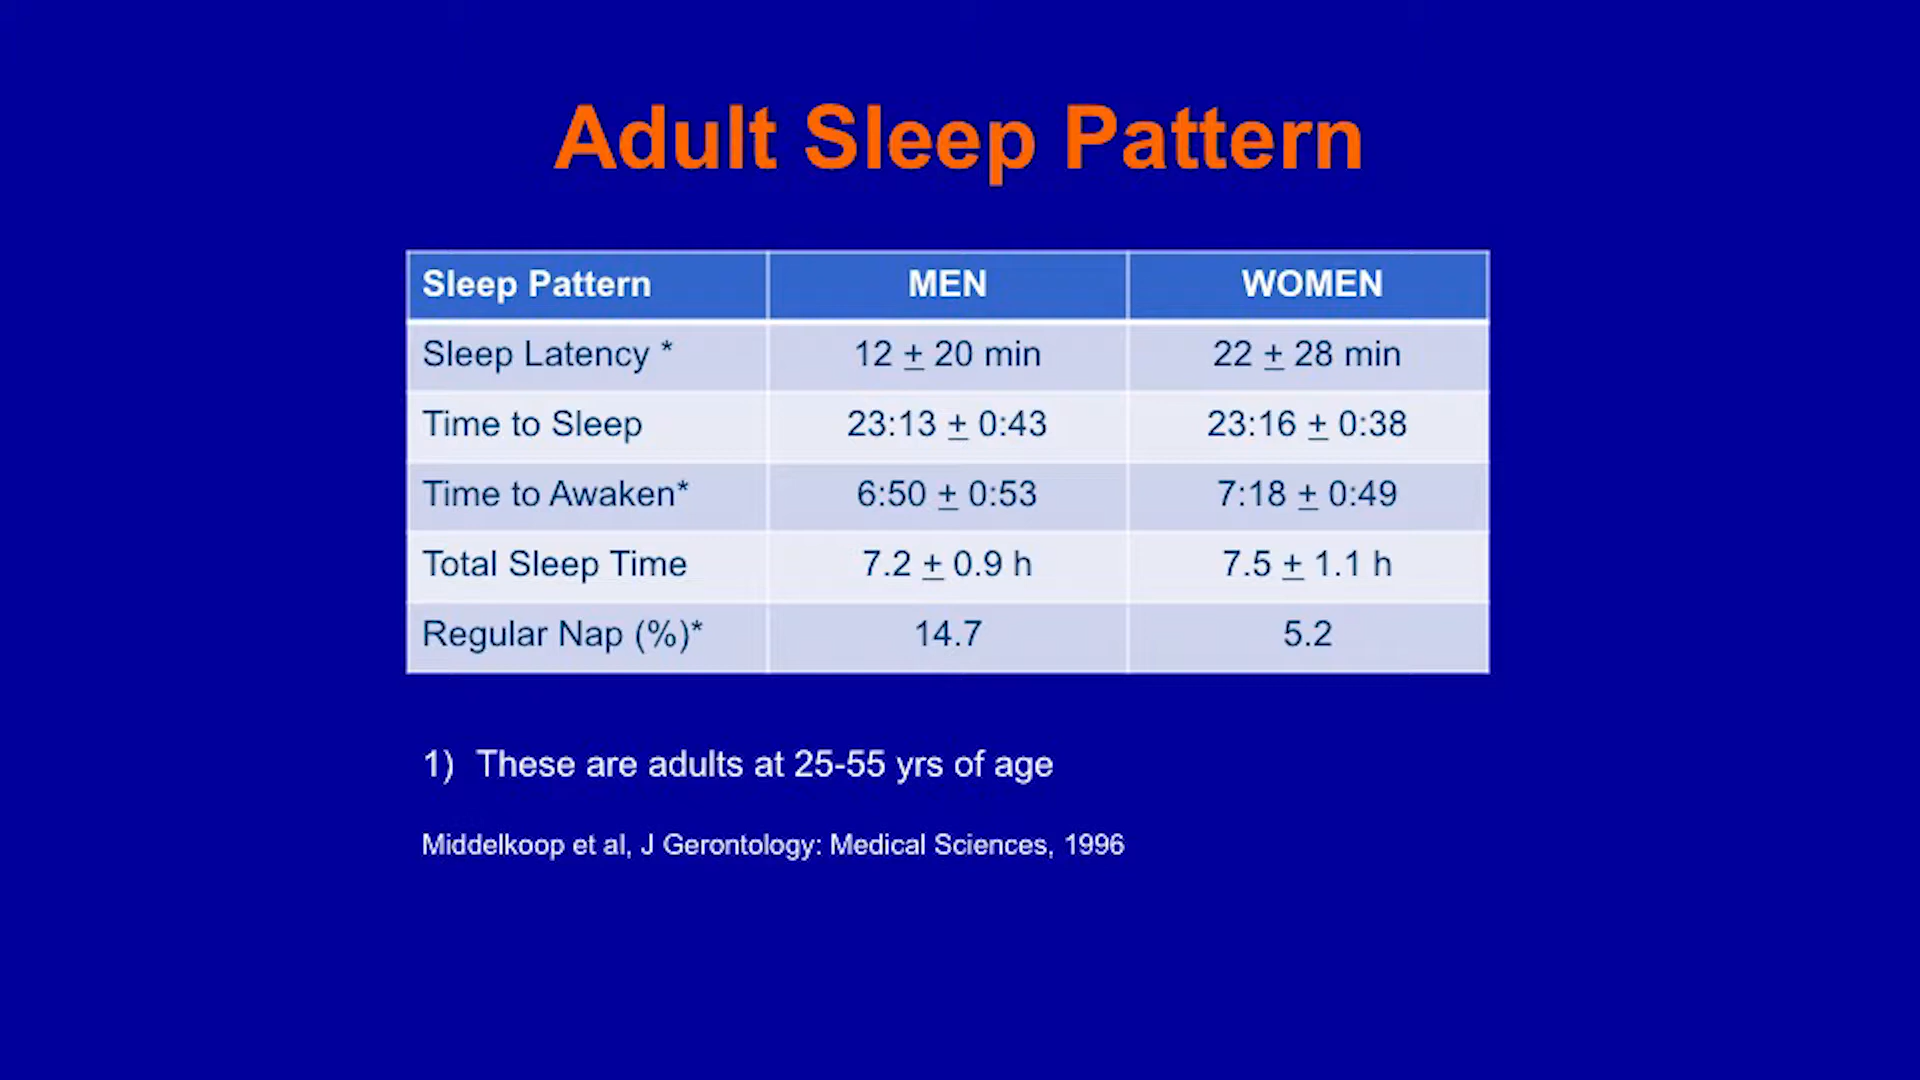 Adult Sleep Pattern
Sleep Pattern MEN WOMEN
Sleep Latency * 12 ± 20 min 22 ± 28 min
Time to Sleep 23:13 ± 0:43 23:16 ± 0:38
Time to Awaken* 6:50 ± 0:53 7:18 ± 0:49
Total Sleep Time 7.2 ± 0.9 h 7.5 ± 1.1 h
Regular Nap (%)* 14.7 5.2
1) These are adults at 25-55 yrs of age
Middelkoop et al, J Gerontology: Medical Sciences, 1996